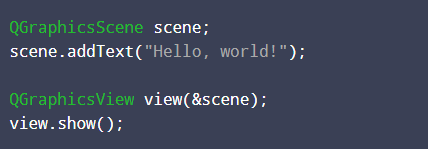 QGraphicsScene scene;
scene.addText("Hello, world!");
QGraphicsView view(&scene);
view.show();